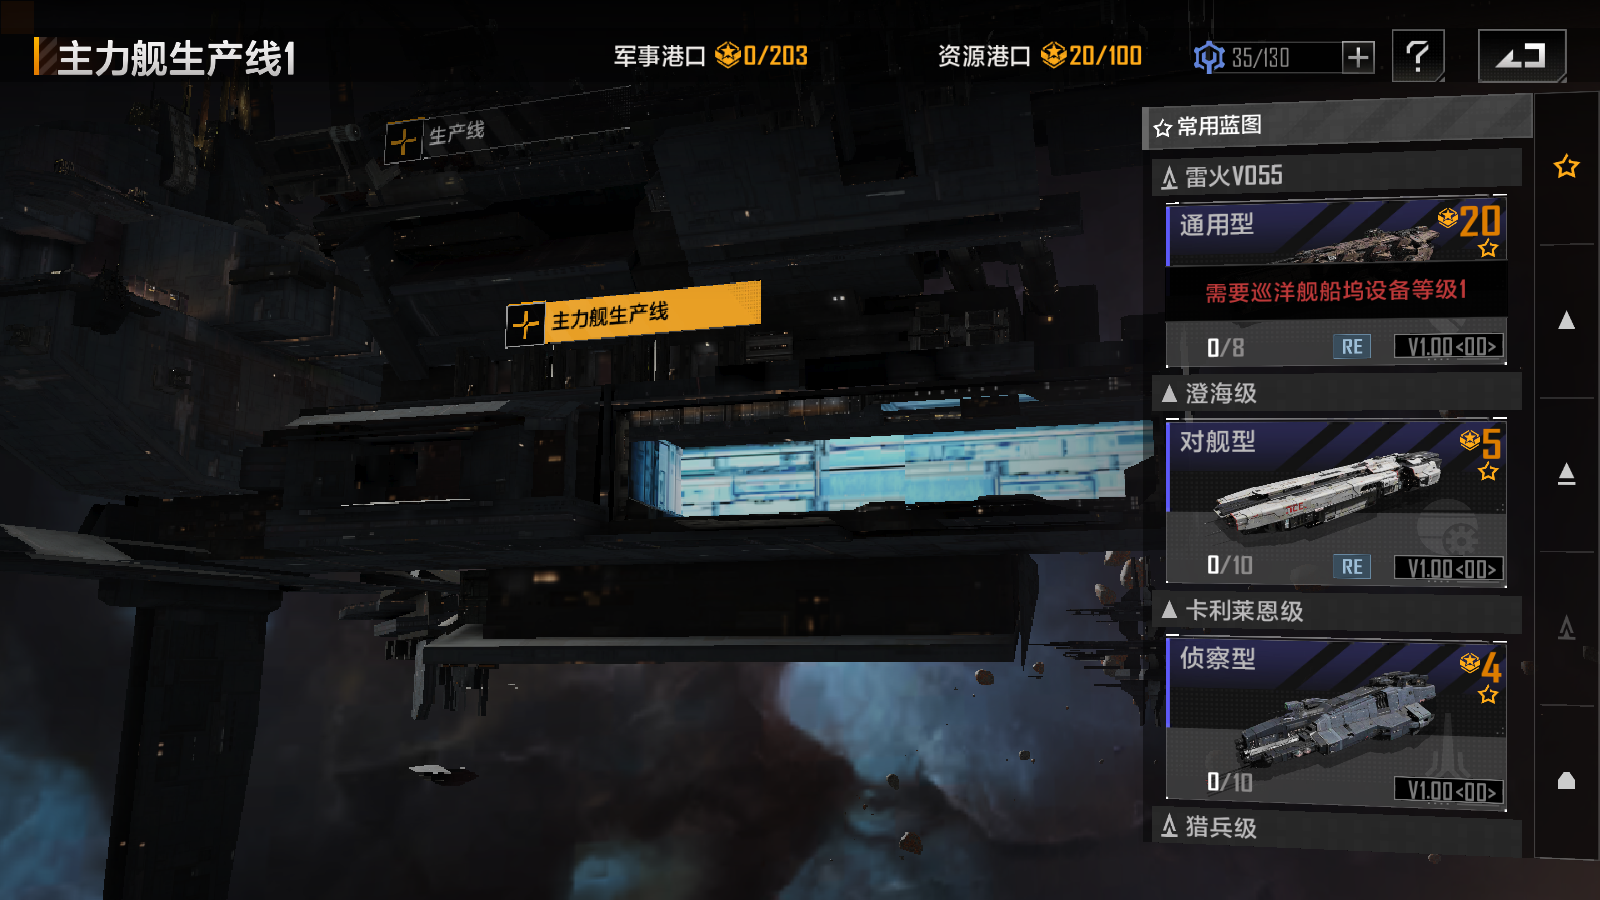 主力舰生产线1
军事港口 0/203
资源港口 20/100
35/130
?
生产线
主力舰生产线
常用蓝图
雷火V055
通用型
20
需要巡洋舰船坞设备等级1
0/8
RE
V1.00<00>
澄海级
对舰型
5
0/10
RE
V1.00<00>
卡利莱恩级
侦察型
4
0/10
V1.00<00>
猎兵级